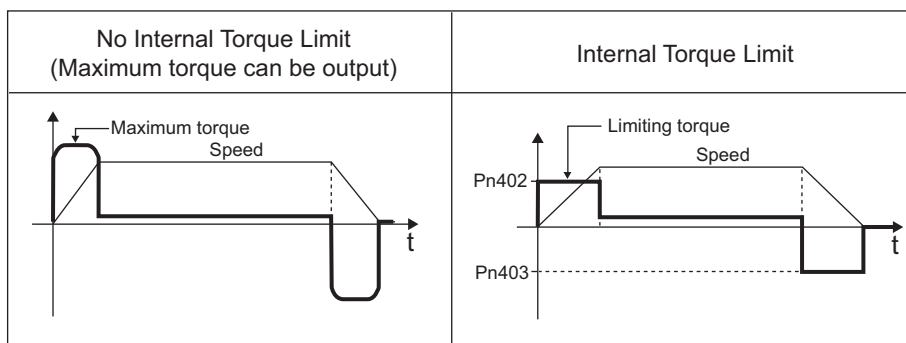 No Internal Torque Limit
(Maximum torque can be output)
Internal Torque Limit
Maximum torque
Speed
t
Limiting torque
Speed
Pn402
t
Pn403